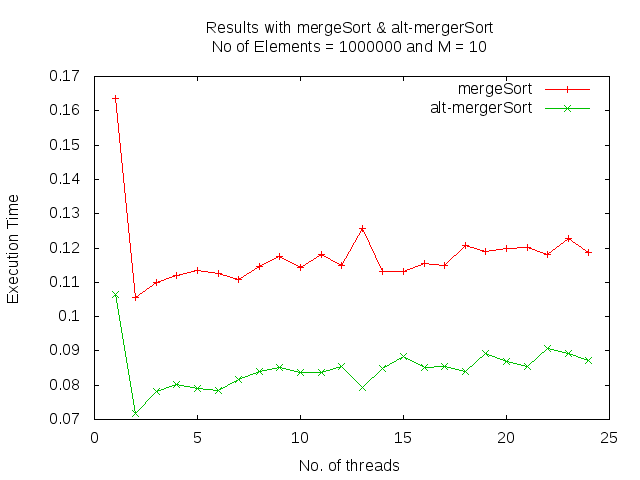 Results with mergeSort & alt-mergerSort
No of Elements = 1000000 and M = 10
mergeSort
alt-mergerSort
0.17
0.16
0.15
0.14
0.13
0.12
0.11
0.1
0.09
0.08
0.07
Execution Time
0 5 10 15 20 25
No. of threads